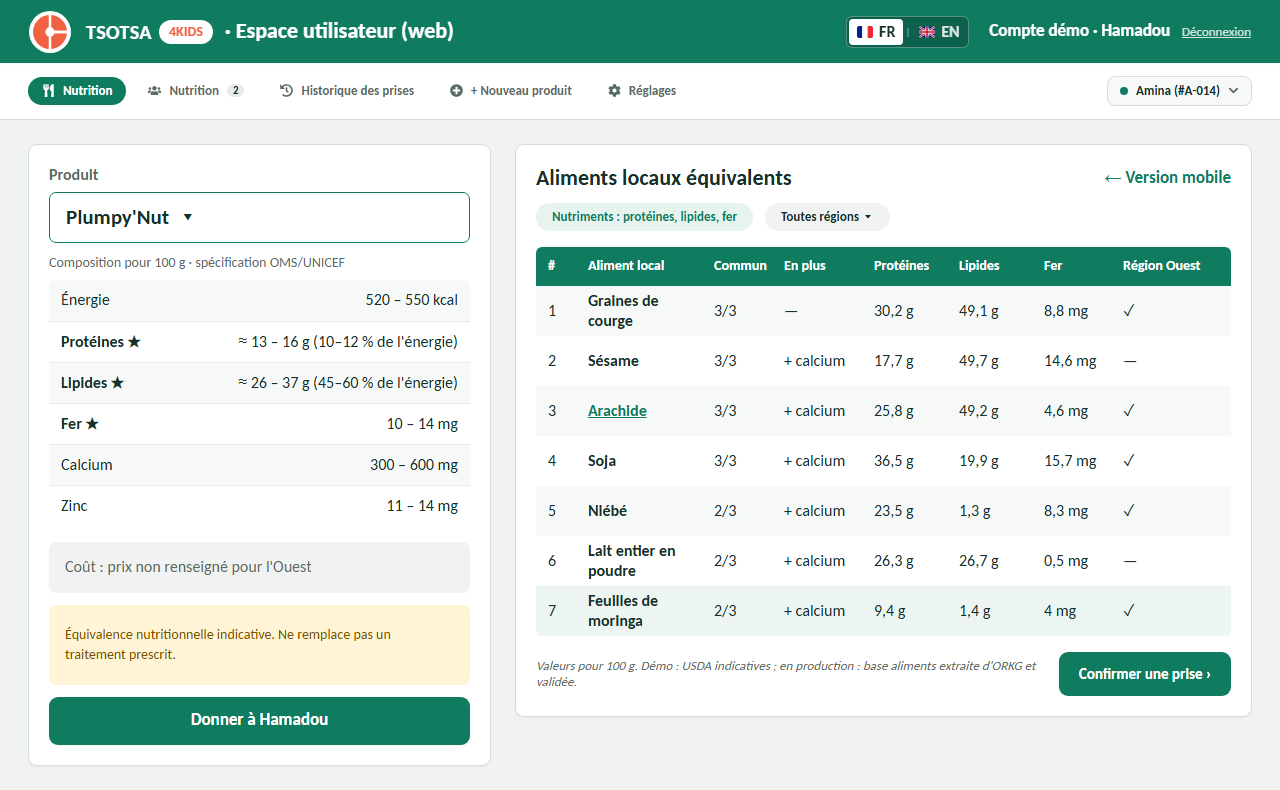 TSOTSA 4KIDS · Espace utilisateur (web)
FR | EN
Compte démo · Hamadou Déconnexion
Nutrition
Nutrition 2
Historique des prises
+ Nouveau produit
Réglages
Amina (#A-014)
Produit
Plumpy'Nut ▼
Composition pour 100 g · spécification OMS/UNICEF
Énergie 520 – 550 kcal
Protéines ★ ≈ 13 – 16 g (10–12 % de l'énergie)
Lipides ★ ≈ 26 – 37 g (45–60 % de l'énergie)
Fer ★ 10 – 14 mg
Calcium 300 – 600 mg
Zinc 11 – 14 mg
Coût : prix non renseigné pour l'Ouest
Équivalence nutritionnelle indicative. Ne remplace pas un
traitement prescrit.
Donner à Hamadou
Aliments locaux équivalents
← Version mobile
Nutriments : protéines, lipides, fer
Toutes régions ▾
# Aliment local Commun En plus Protéines Lipides Fer Région Ouest
1 Graines de courge 3/3 — 30,2 g 49,1 g 8,8 mg ✓
2 Sésame 3/3 + calcium 17,7 g 49,7 g 14,6 mg —
3 Arachide 3/3 + calcium 25,8 g 49,2 g 4,6 mg ✓
4 Soja 3/3 + calcium 36,5 g 19,9 g 15,7 mg ✓
5 Niébé 2/3 + calcium 23,5 g 1,3 g 8,3 mg ✓
6 Lait entier en poudre 2/3 + calcium 26,3 g 26,7 g 0,5 mg —
7 Feuilles de moringa 2/3 + calcium 9,4 g 1,4 g 4 mg ✓
Valeurs pour 100 g. Démo : USDA indicatives ; en production : base aliments extraite d'ORKG et
validée.
Confirmer une prise ›